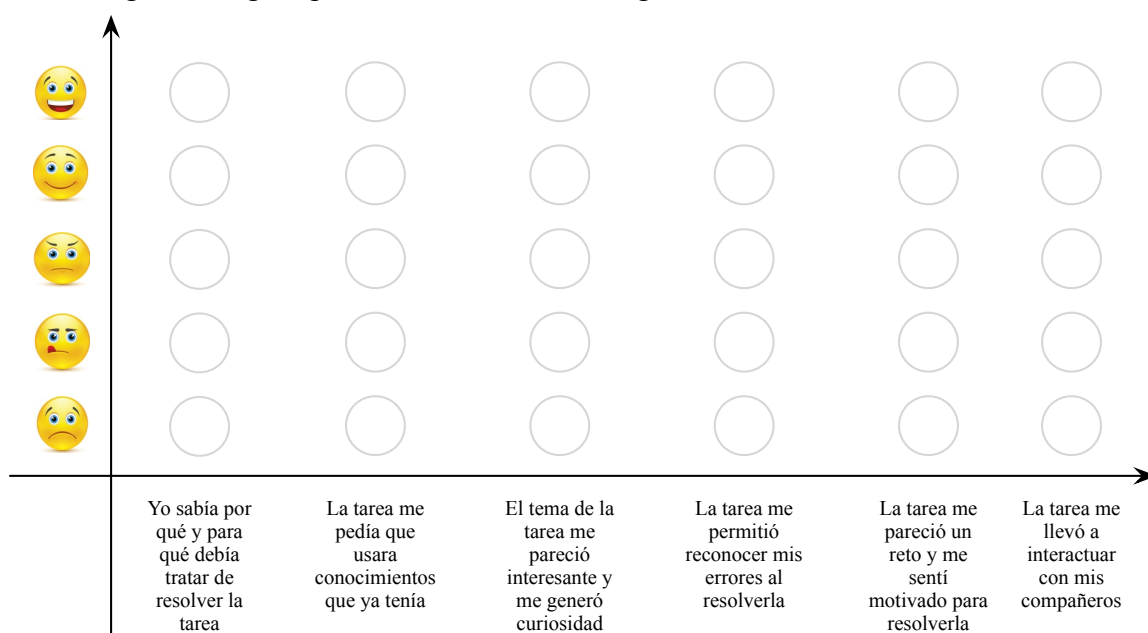 Yo sabía por
qué y para
qué debía
tratar de
resolver la
tarea
La tarea me
pedía que
usara
conocimientos
que ya tenía
El tema de la
tarea me
pareció
interesante y
me generó
curiosidad
La tarea me
permitió
reconocer mis
errores al
resolverla
La tarea me
pareció un
reto y me
sentí
motivado para
resolverla
La tarea me
llevó a
interactuar
con mis
compañeros